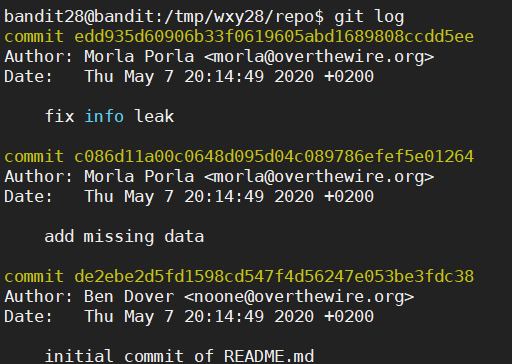 bandit28@bandit:/tmp/wxy28/repo$ git log
commit edd935d60906b33f0619605abd1689808ccdd5ee
Author: Morla Porla <morla@overthewire.org>
Date:   Thu May 7 20:14:49 2020 +0200
fix info leak
commit c086d11a00c0648d095d04c089786efef5e01264
Author: Morla Porla <morla@overthewire.org>
Date:   Thu May 7 20:14:49 2020 +0200
add missing data
commit de2ebe2d5fd1598cd547f4d56247e053be3fdc38
Author: Ben Dover <noone@overthewire.org>
Date:   Thu May 7 20:14:49 2020 +0200
initial commit of README.md